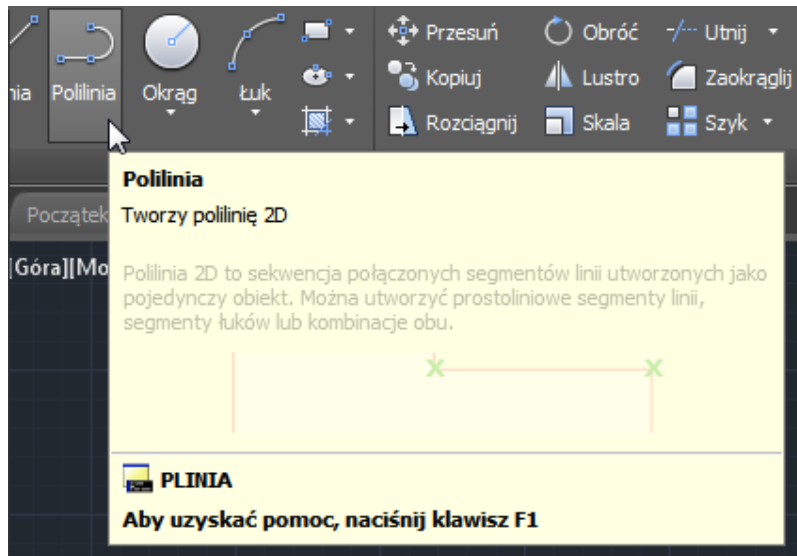 nia Polilinia Okrąg Łuk
Przesuń Obróć Utnij
Kopiuj Lustro Zaokrąglij
Rozciągnij Skala Szyk
Polilinia
Początek
Tworzy polilinię 2D
[Góra][Mo
Polilinia 2D to sekwencja połączonych segmentów linii utworzonych jako
pojedynczy obiekt. Można utworzyć prostoliniowe segmenty linii,
segmenty łuków lub kombinacje obu.
PLINIA
Aby uzyskać pomoc, naciśnij klawisz F1